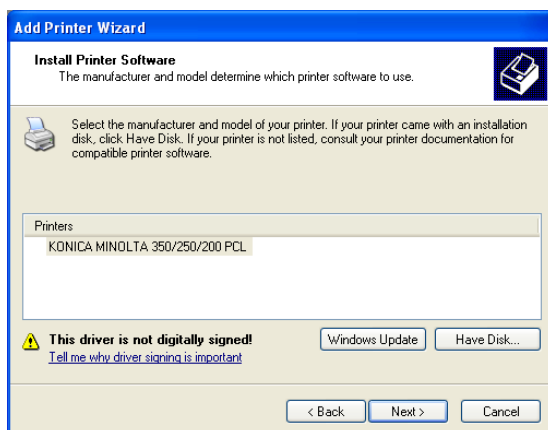 Add Printer Wizard
Install Printer Software
The manufacturer and model determine which printer software to use.
Select the manufacturer and model of your printer. If your printer came with an installation
disk, click Have Disk. If your printer is not listed, consult your printer documentation for
compatible printer software.
Printers
KONICA MINOLTA 350/250/200 PCL
This driver is not digitally signed!
Tell me why driver signing is important
Windows Update
Have Disk...
< Back
Next >
Cancel